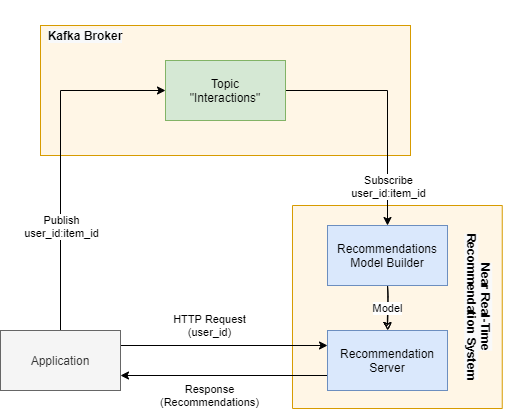 Kafka Broker
Topic
"Interactions"
Subscribe
user_id:item_id
Publish
user_id:item_id
Recommendations
Model Builder
Near Real-Time
Recommendation System
Model
HTTP Request
(user_id)
Application
Recommendation
Server
Response
(Recommendations)